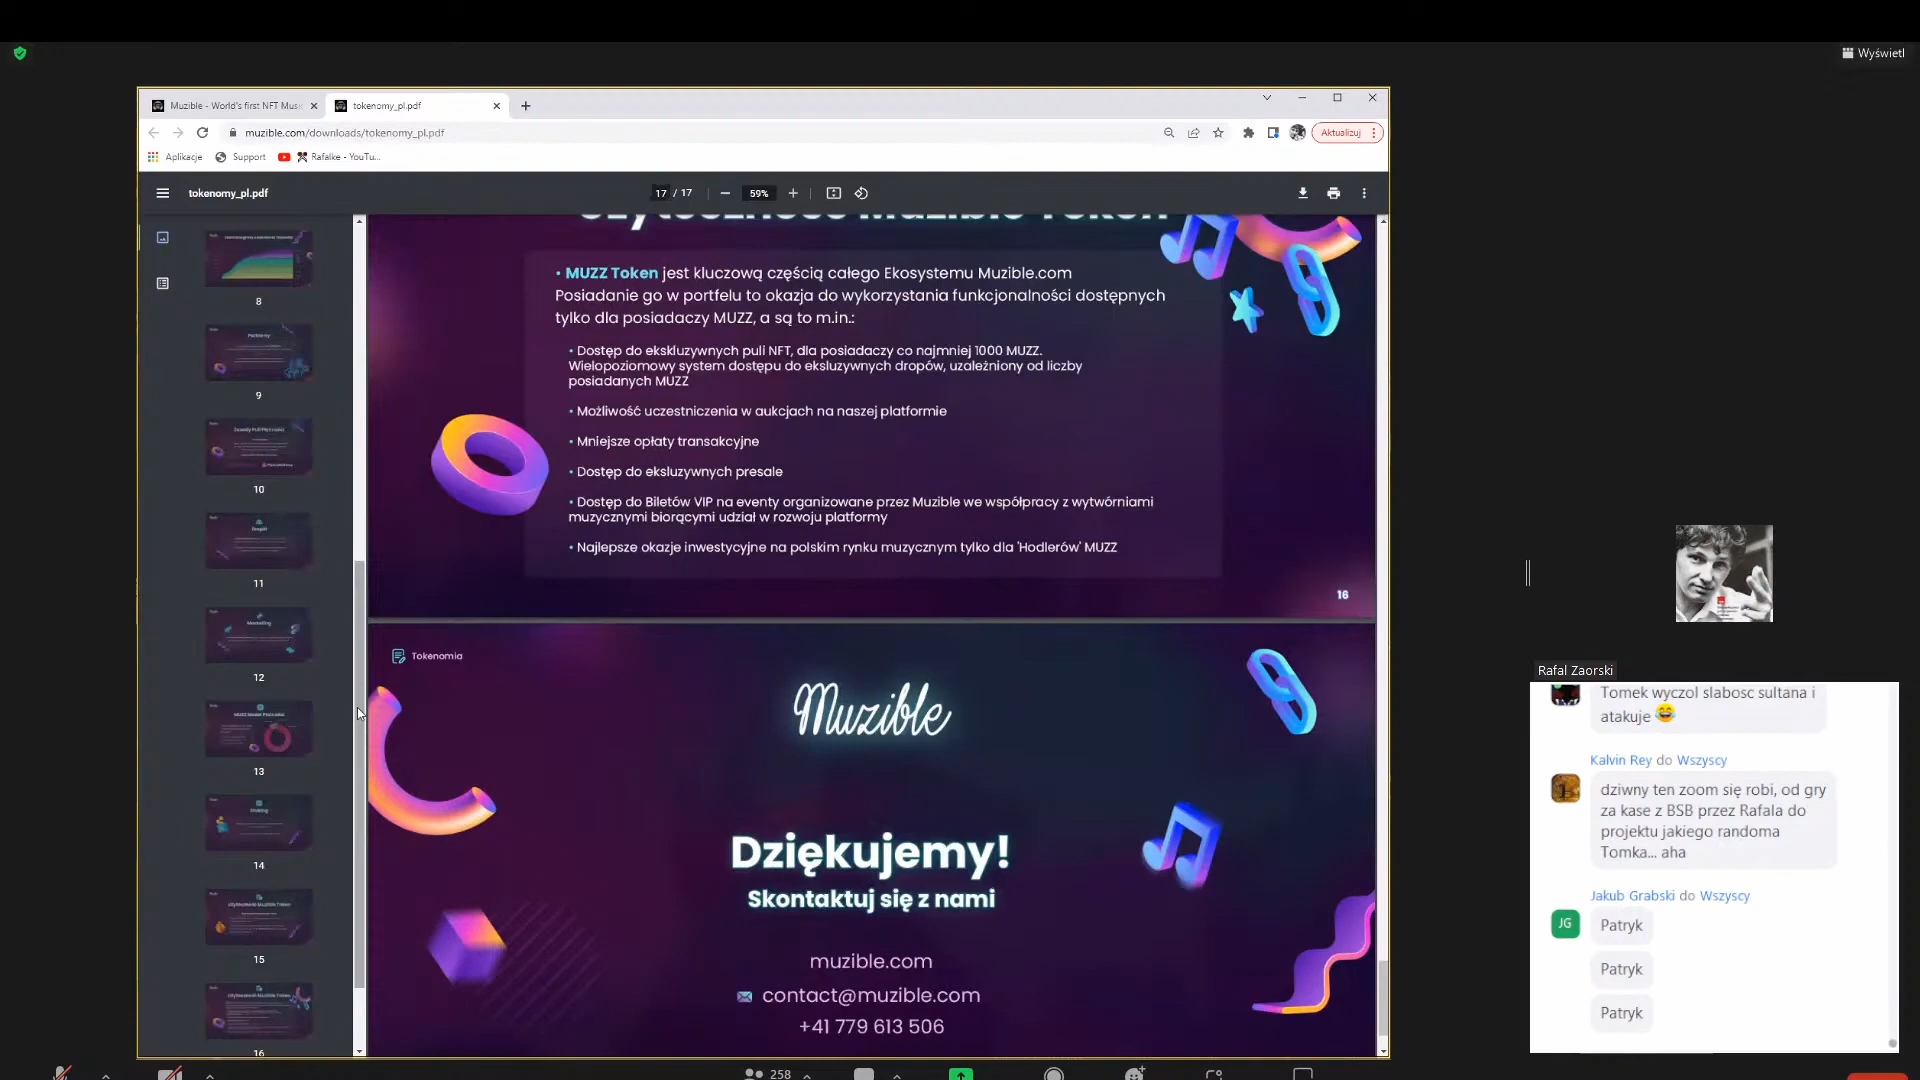 Wyświetl
Muzible - World's first NFT Mus
tokenomy_pl.pdf
muzible.com/downloads/tokenomy_pl.pdf
Aktualizuj
Aplikacje
Support
Rafalke - YouTu...
tokenomy_pl.pdf
17 / 17
59%
8
9
10
11
12
13
14
15
16
Użyteczność Muzible Token
• MUZZ Token jest kluczową częścią całego Ekosystemu Muzible.com
Posiadanie go w portfelu to okazja do wykorzystania funkcjonalności dostępnych
tylko dla posiadaczy MUZZ, a są to m.in.:
• Dostęp do ekskluzywnych puli NFT, dla posiadaczy co najmniej 1000 MUZZ.
Wielopoziomowy system dostępu do eksluzywnych dropów, uzależniony od liczby
posiadanych MUZZ
• Możliwość uczestniczenia w aukcjach na naszej platformie
• Mniejsze opłaty transakcyjne
• Dostęp do eksluzywnych presale
• Dostęp do Biletów VIP na eventy organizowane przez Muzible we współpracy z wytwórniami
muzycznymi biorącymi udział w rozwoju platformy
• Najlepsze okazje inwestycyjne na polskim rynku muzycznym tylko dla 'Hodlerów' MUZZ
16
Tokenomia
Muzible
Dziękujemy!
Skontaktuj się z nami
muzible.com
contact@muzible.com
+41 779 613 506
Rafal Zaorski
Tomek wyczol slabosc sultana i
atakuje 😂
Kalvin Rey do Wszyscy
dziwny ten zoom się robi, od gry
za kase z BSB przez Rafala do
projektu jakiego randoma
Tomka... aha
Jakub Grabski do Wszyscy
JG
Patryk
Patryk
Patryk
258